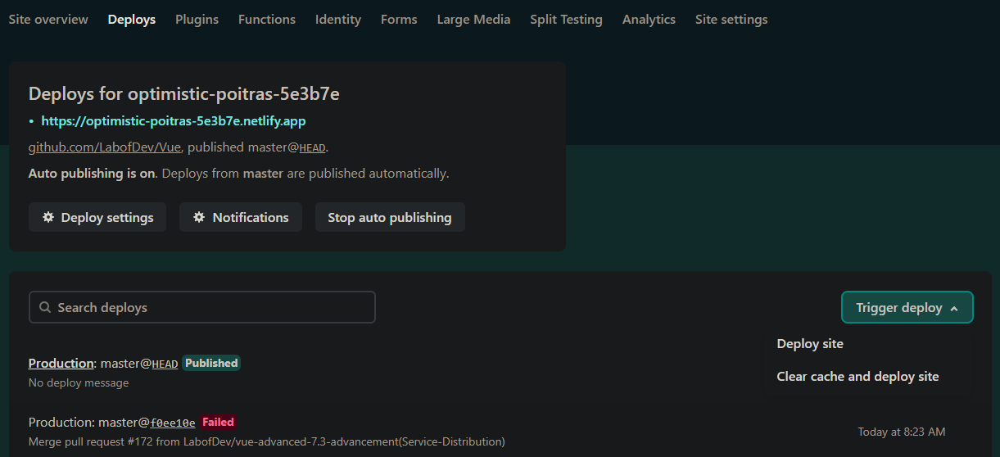 Site overview Deploys Plugins Functions Identity Forms Large Media Split Testing Analytics Site settings
Deploys for optimistic-poitras-5e3b7e
• https://optimistic-poitras-5e3b7e.netlify.app
github.com/LabofDev/Vue, published master@HEAD.
Auto publishing is on. Deploys from master are published automatically.
Deploy settings Notifications Stop auto publishing
Search deploys Trigger deploy
Deploy site
Clear cache and deploy site
Production: master@HEAD Published
No deploy message
Production: master@f0ee10e Failed
Merge pull request #172 from LabofDev/vue-advanced-7.3-advancement(Service-Distribution)
Today at 8:23 AM